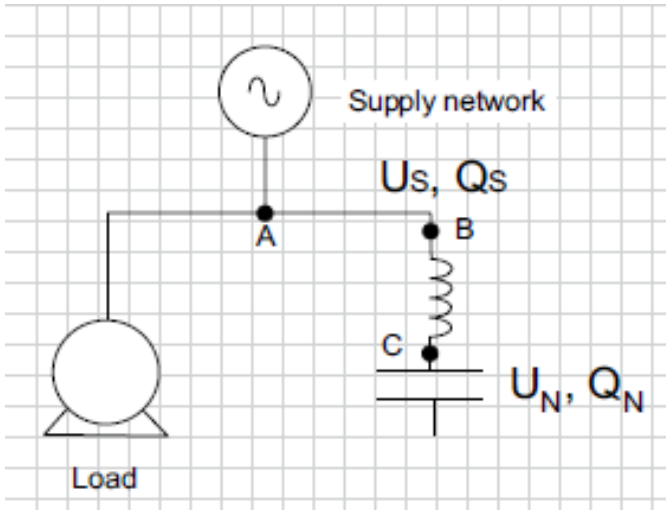 Supply network
Us, Qs
A
B
C
UN, QN
Load